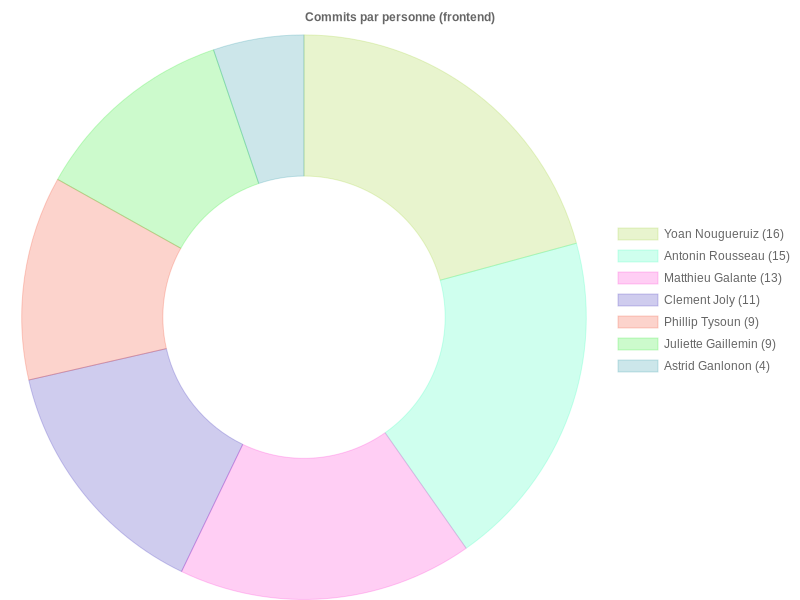 Commits par personne (frontend)
Yoan Nougueruiz (16)
Antonin Rousseau (15)
Matthieu Galante (13)
Clement Joly (11)
Phillip Tysoun (9)
Juliette Gaillemin (9)
Astrid Ganlonon (4)